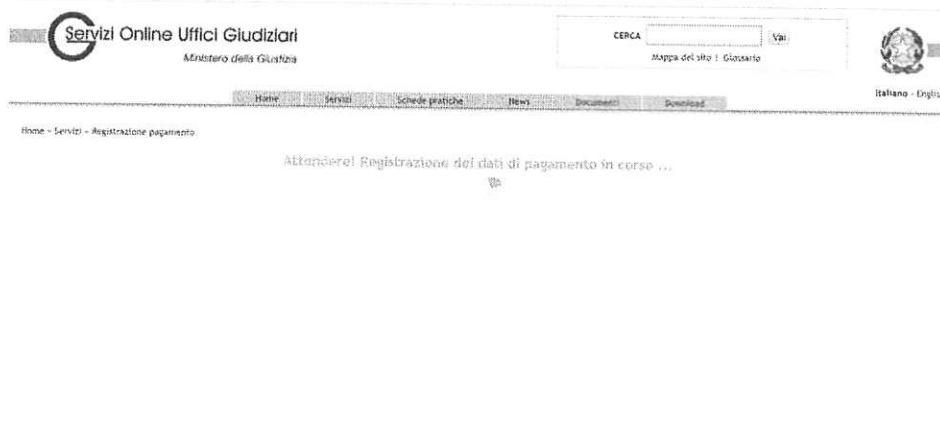 Servizi Online Uffici Giudiziari
Ministero della Giustizia
CERCA Vai
Mappa del sito | Glossario
Italiano - Englis
Home Servizi Schede pratiche News Documenti Download
Home - Servizi - Registrazione pagamento
Attendere! Registrazione dei dati di pagamento in corso ...